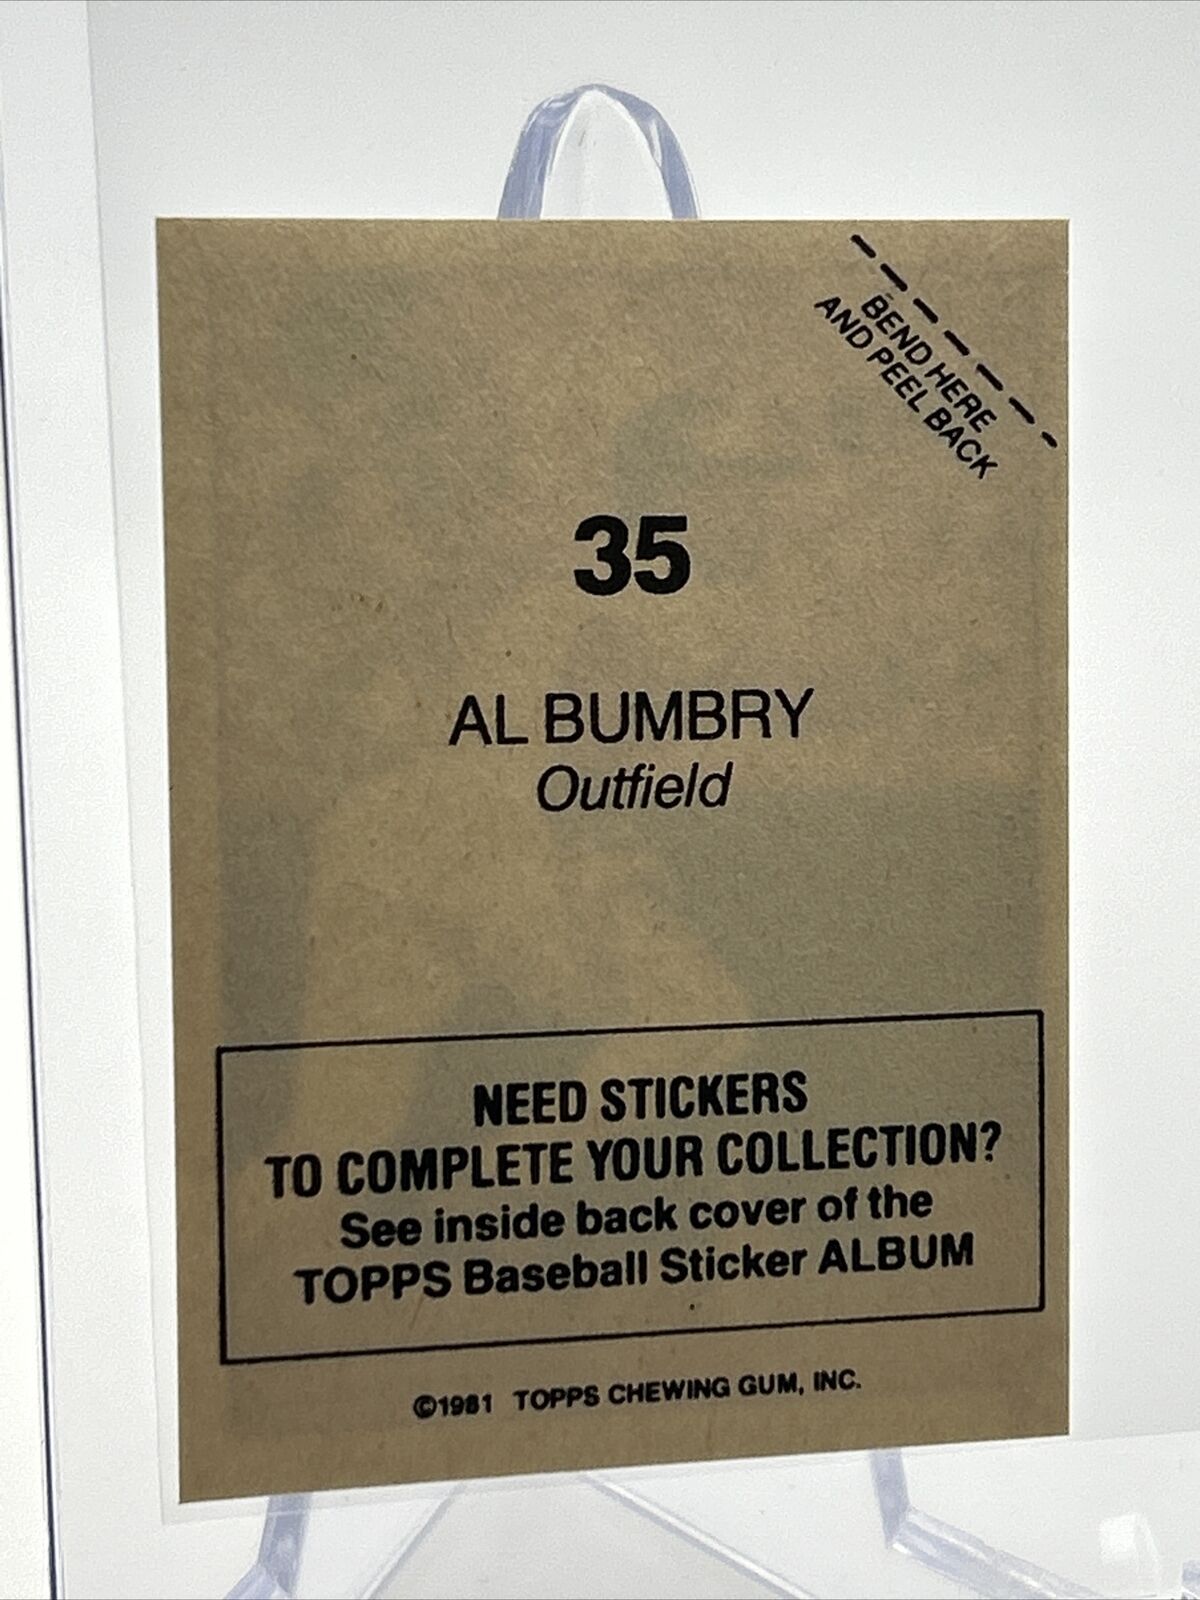 BEND HERE
AND PEEL BACK
35
AL BUMBRY
Outfield
NEED STICKERS
TO COMPLETE YOUR COLLECTION?
See inside back cover of the
TOPPS Baseball Sticker ALBUM
©1981 TOPPS CHEWING GUM, INC.